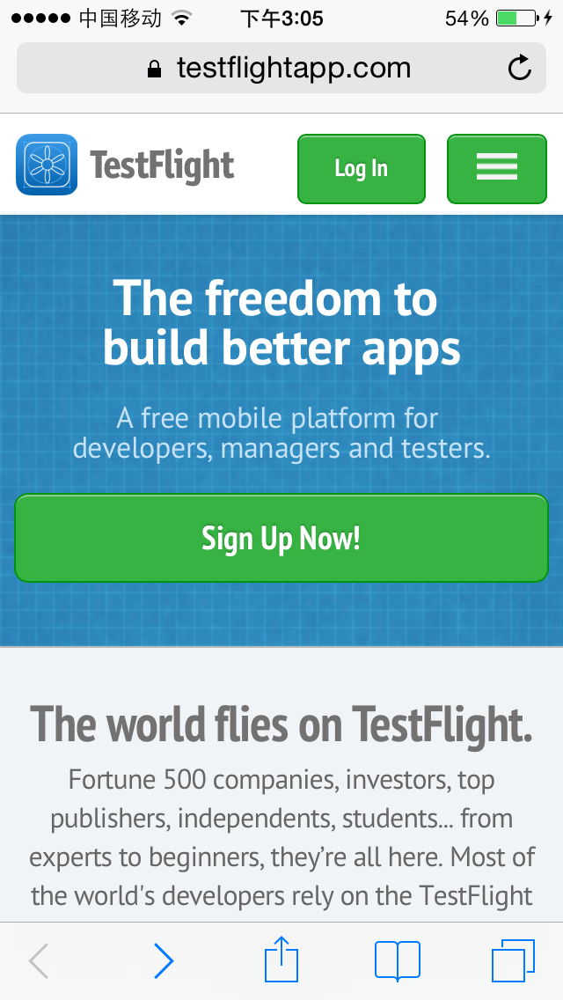 中国移动 下午3:05 54%
testflightapp.com
TestFlight Log In
The freedom to
build better apps
A free mobile platform for
developers, managers and testers.
Sign Up Now!
The world flies on TestFlight.
Fortune 500 companies, investors, top
publishers, independents, students... from
experts to beginners, they’re all here. Most of
the world's developers rely on the TestFlight